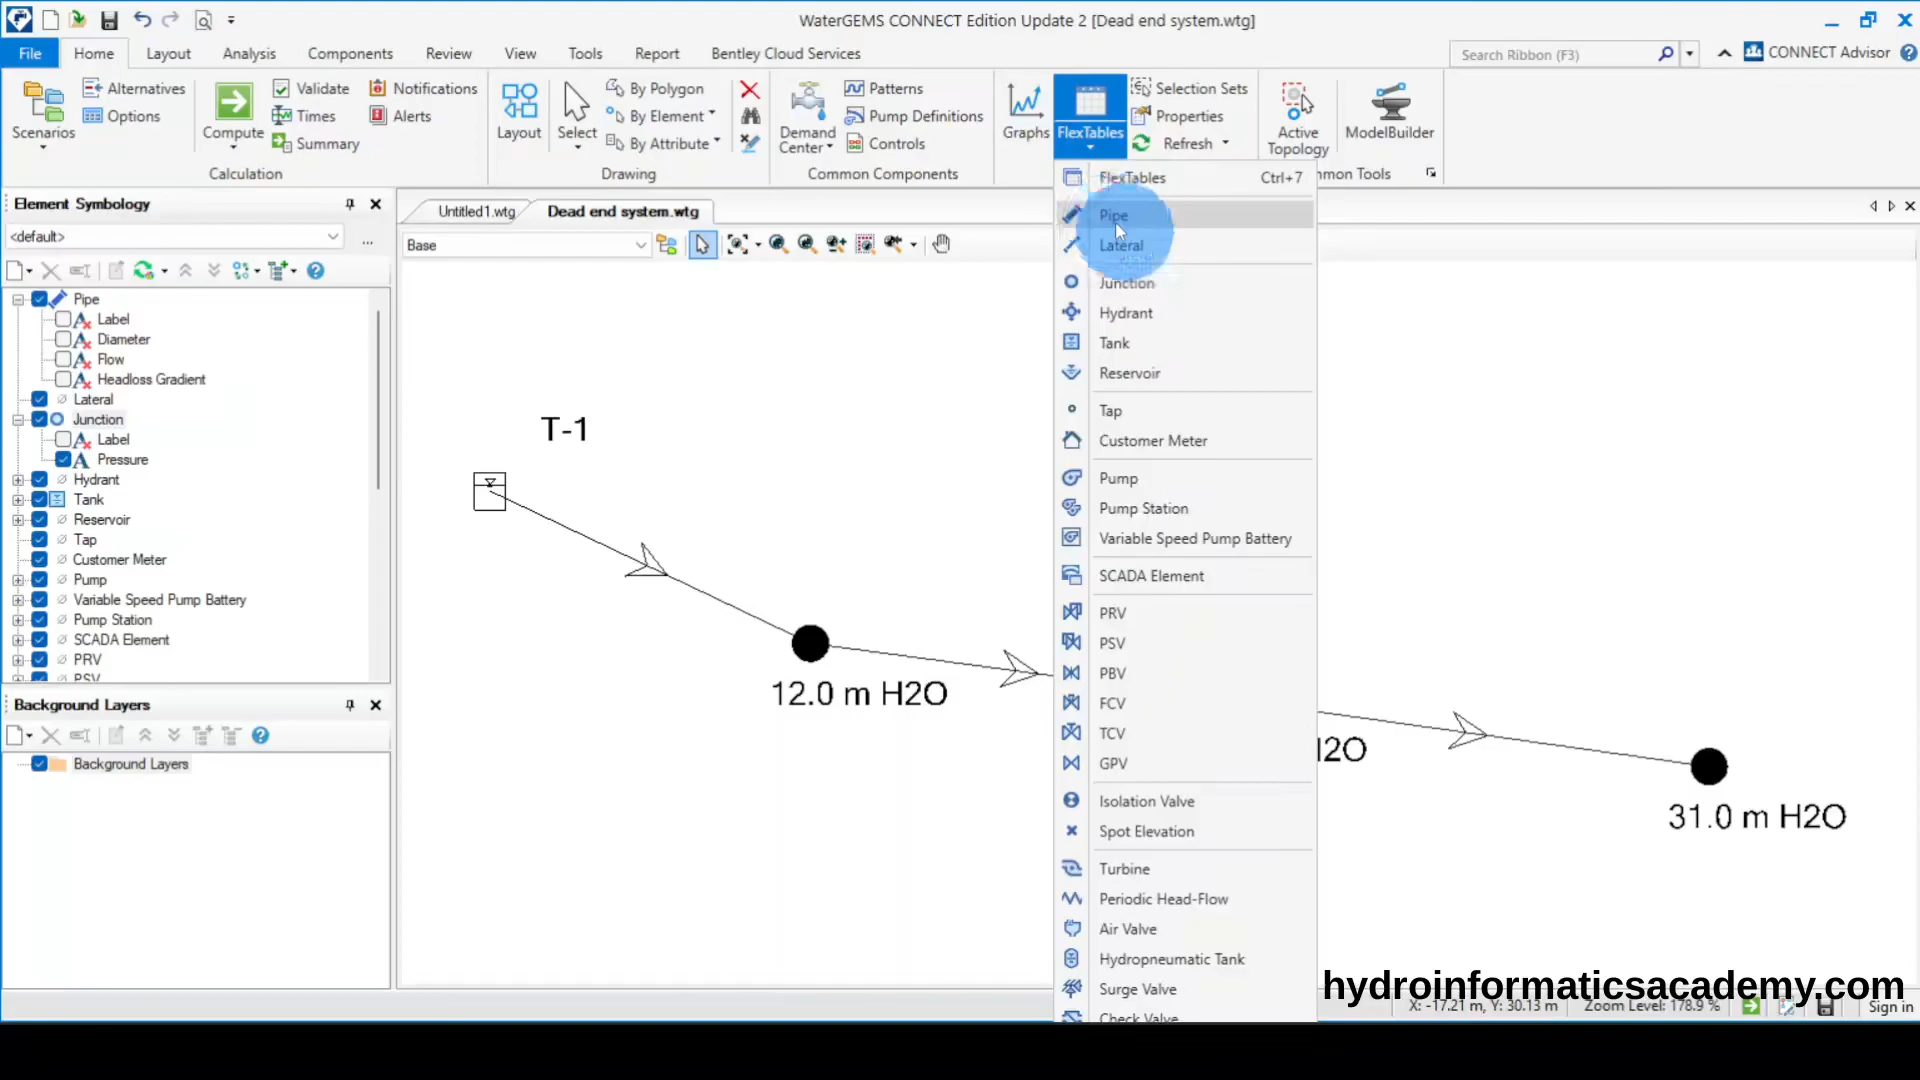 WaterGEMS CONNECT Edition Update 2 [Dead end system.wtg]
File Home Layout Analysis Components Review View Tools Report Bentley Cloud Services
Search Ribbon (F3)
CONNECT Advisor
Scenarios
Alternatives
Options
Compute
Validate
Times
Summary
Notifications
Alerts
Calculation
Layout
Select
By Polygon
By Element
By Attribute
Drawing
Demand
Center
Patterns
Pump Definitions
Controls
Common Components
Graphs
FlexTables
Selection Sets
Properties
Refresh
Active
Topology
ModelBuilder
mon Tools
Element Symbology
<default>
...
Pipe
Label
Diameter
Flow
Headloss Gradient
Lateral
Junction
Label
Pressure
Hydrant
Tank
Reservoir
Tap
Customer Meter
Pump
Variable Speed Pump Battery
Pump Station
SCADA Element
PRV
PSV
Background Layers
Background Layers
Untitled1.wtg
Dead end system.wtg
Base
T-1
12.0 m H2O
I2O
31.0 m H2O
FlexTables Ctrl+7
Pipe
Lateral
Junction
Hydrant
Tank
Reservoir
Tap
Customer Meter
Pump
Pump Station
Variable Speed Pump Battery
SCADA Element
PRV
PSV
PBV
FCV
TCV
GPV
Isolation Valve
Spot Elevation
Turbine
Periodic Head-Flow
Air Valve
Hydropneumatic Tank
Surge Valve
Check Valve
hydroinformaticsacademy.com
X: -17.21 m, Y: 30.13 m
Zoom Level: 178.9 %
Sign in